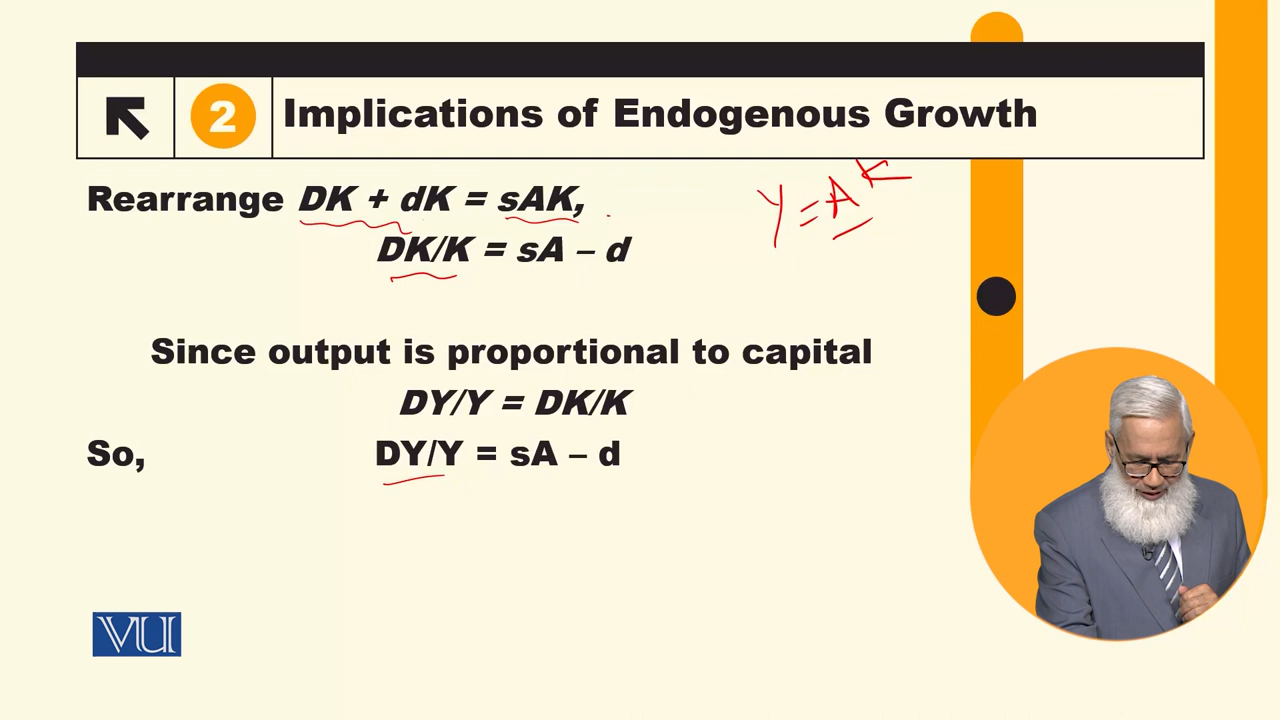 2
Implications of Endogenous Growth
Rearrange DK + dK = sAK,
Y = AK
DK/K = sA – d
Since output is proportional to capital
DY/Y = DK/K
So, DY/Y = sA – d
VU